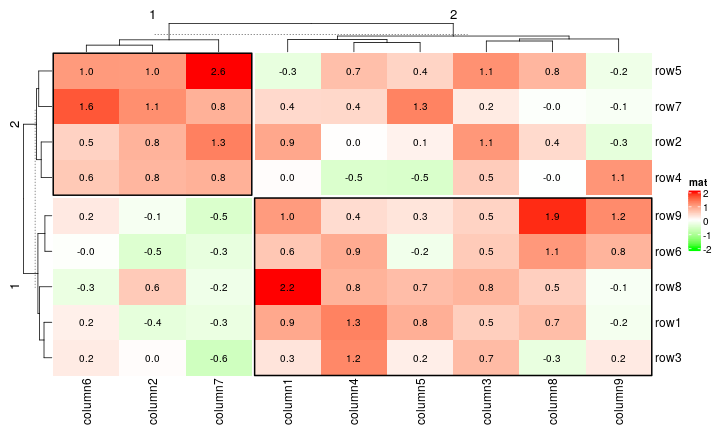 1 2
2
1.0 1.0 2.6 -0.3 0.7 0.4 1.1 0.8 -0.2 row5
1.6 1.1 0.8 0.4 0.4 1.3 0.2 -0.0 -0.1 row7
0.5 0.8 1.3 0.9 0.0 0.1 1.1 0.4 -0.3 row2
0.6 0.8 0.8 0.0 -0.5 -0.5 0.5 -0.0 1.1 row4
1
0.2 -0.1 -0.5 1.0 0.4 0.3 0.5 1.9 1.2 row9
-0.0 -0.5 -0.3 0.6 0.9 -0.2 0.5 1.1 0.8 row6
-0.3 0.6 -0.2 2.2 0.8 0.7 0.8 0.5 -0.1 row8
0.2 -0.4 -0.3 0.9 1.3 0.8 0.5 0.7 -0.2 row1
0.2 0.0 -0.6 0.3 1.2 0.2 0.7 -0.3 0.2 row3
column6 column2 column7 column1 column4 column5 column3 column8 column9
mat
2
1
0
-1
-2